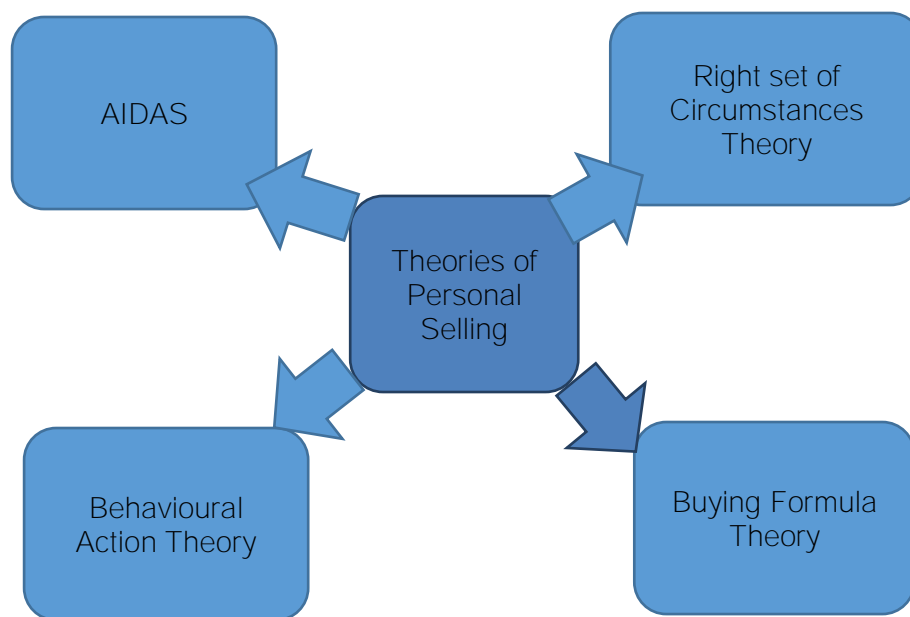 AIDAS
Right set of
Circumstances
Theory
Theories of
Personal
Selling
Behavioural
Action Theory
Buying Formula
Theory